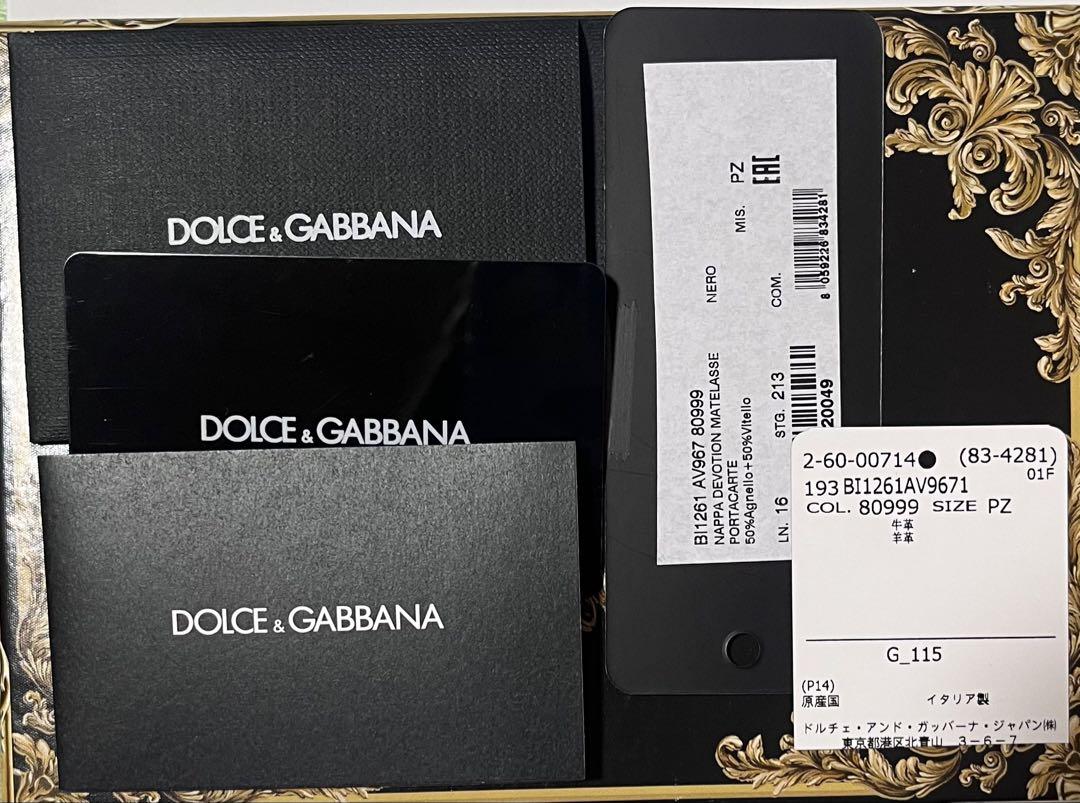 DOLCE & GABBANA
DOLCE & GABBANA
DOLCE & GABBANA
BI1261 AV967 80999
NAPPA DEVOTION MATELASSE
PORTACARTE
50%Agnello+50%Vitello
NERO
MIS. PZ
EAC
LN. 16 STG. 213 COM.
20049
8 059226 834281
2-60-00714● (83-4281)
01F
193 BI1261AV9671
COL. 80999 SIZE PZ
牛革
羊革
G_115
(P14)
原産国 イタリア製
ドルチェ・アンド・ガッバーナ・ジャパン㈱
東京都港区北青山 3-6-7